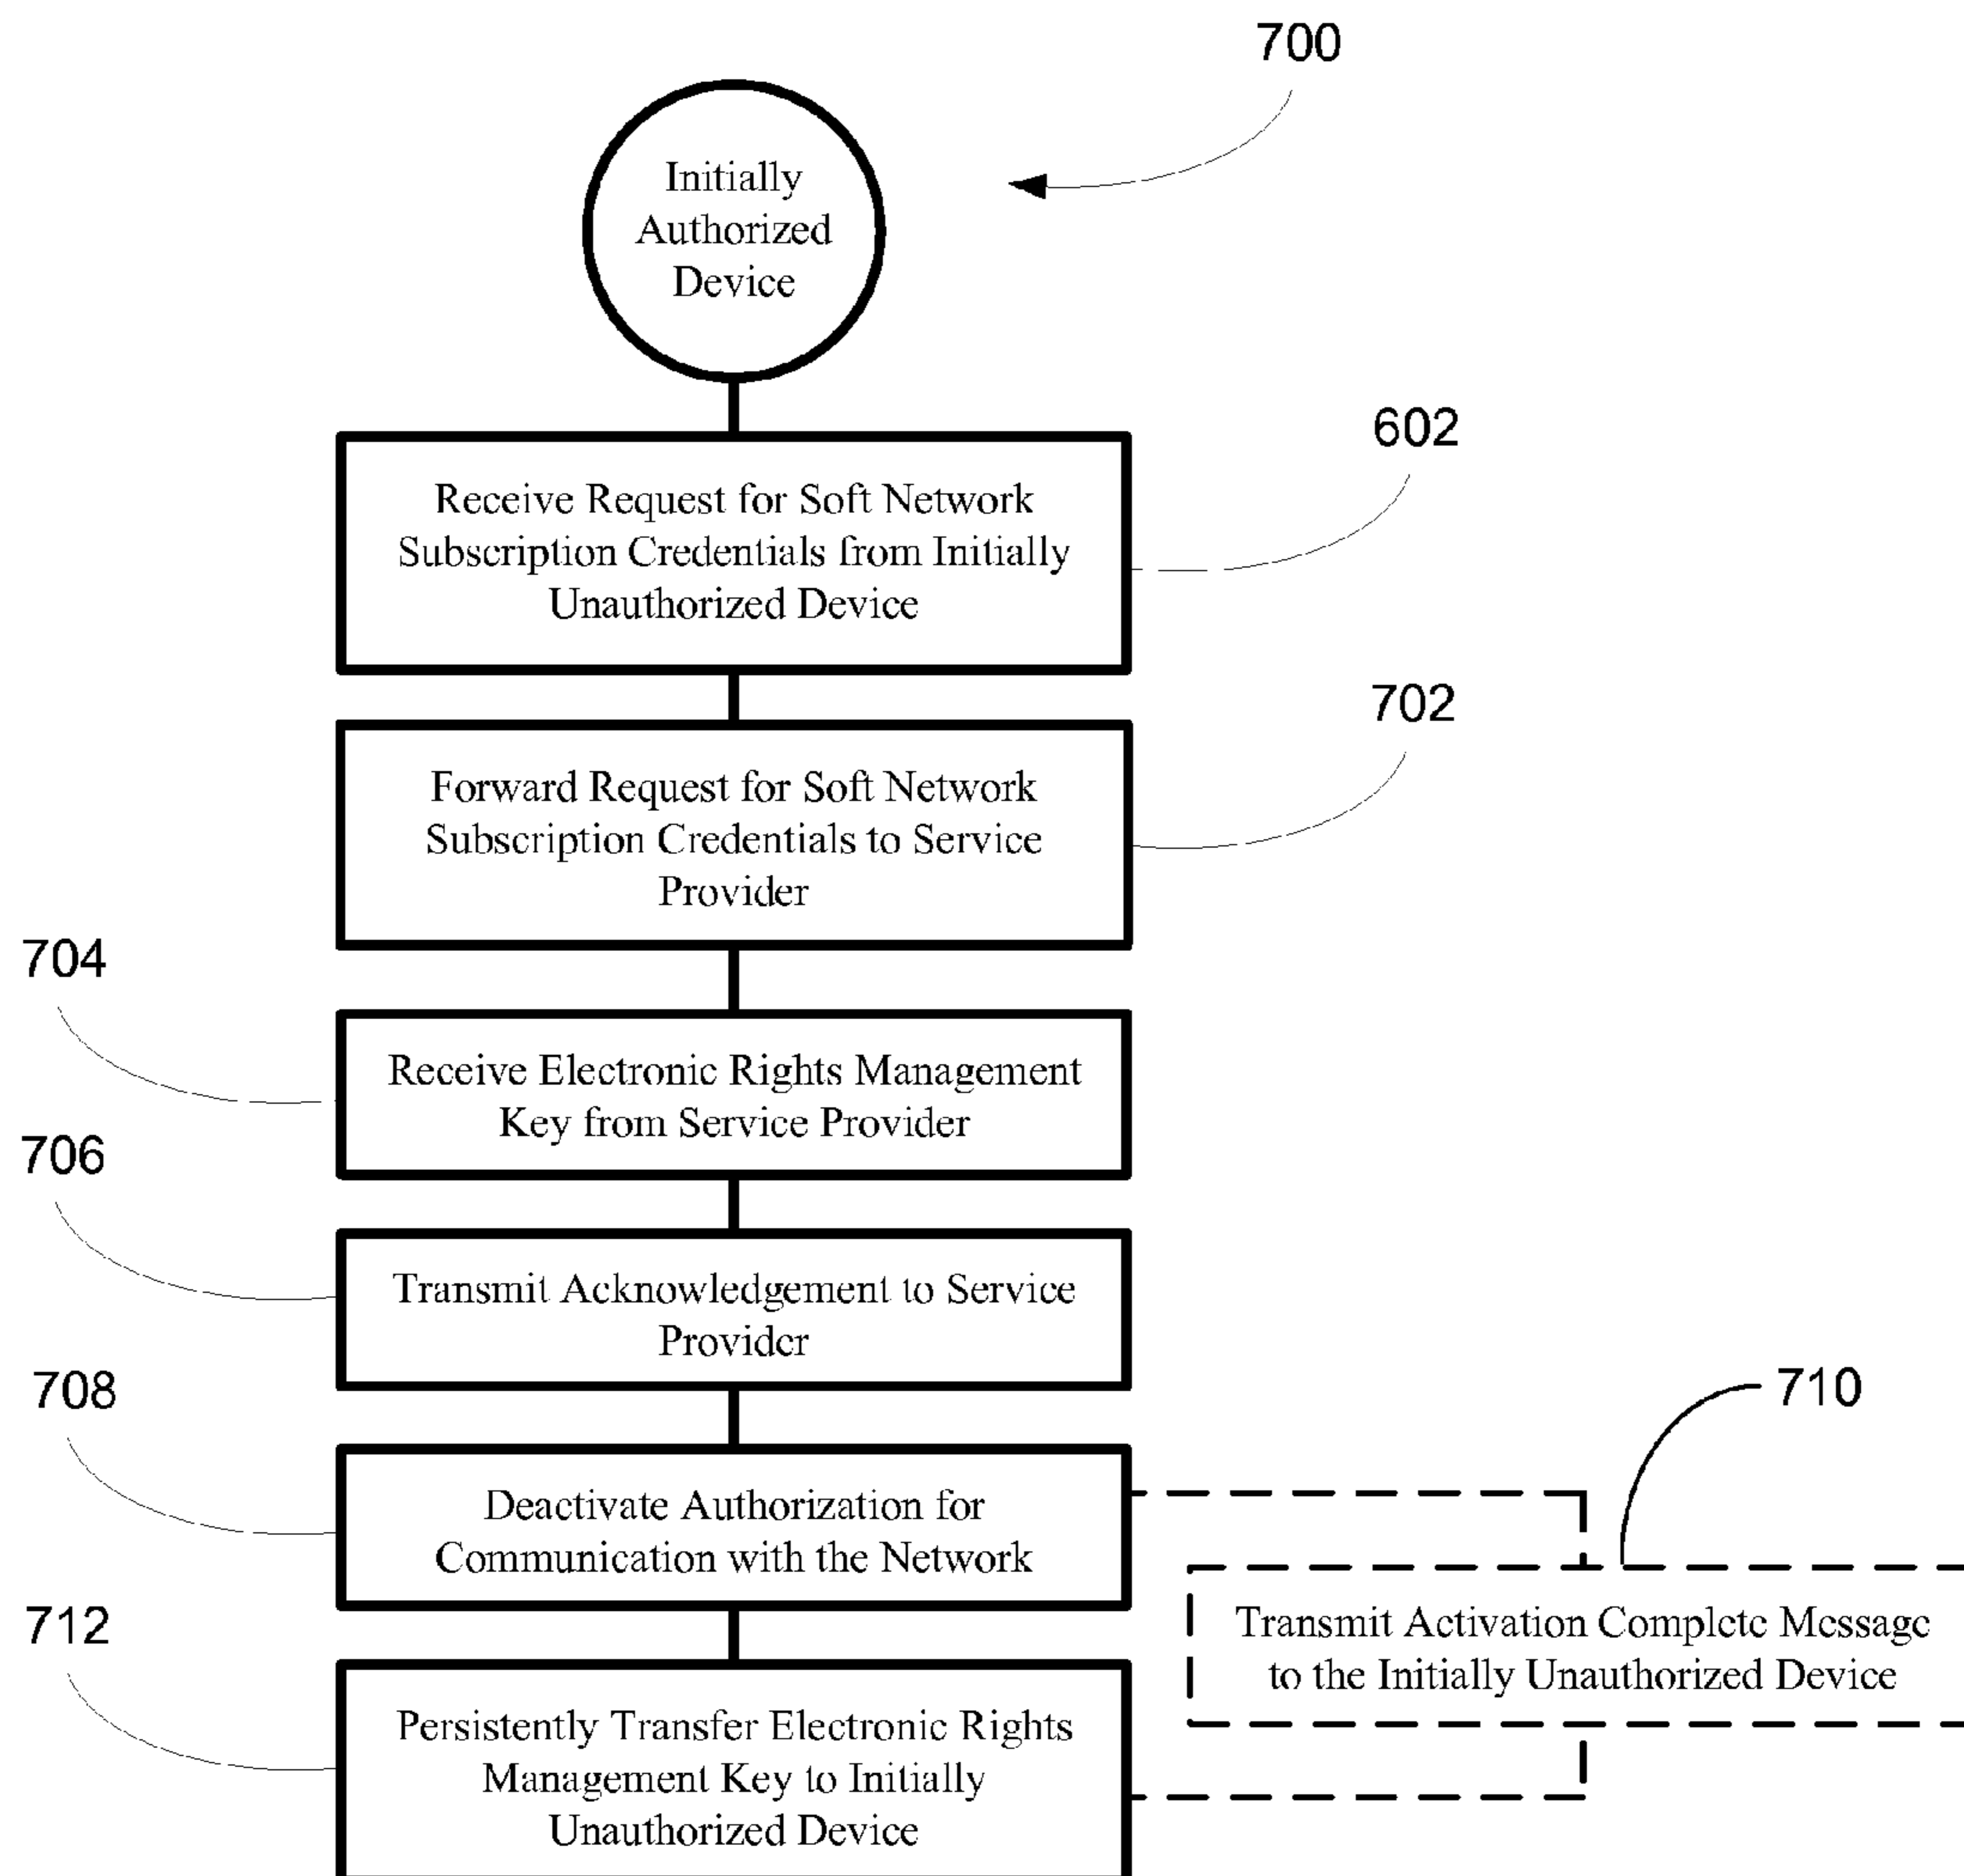 700
Initially
Authorized
Device
602
Receive Request for Soft Network
Subscription Credentials from Initially
Unauthorized Device
702
Forward Request for Soft Network
Subscription Credentials to Service
Provider
704
Receive Electronic Rights Management
Key from Service Provider
706
Transmit Acknowledgement to Service
Provider
708
Deactivate Authorization for
Communication with the Network
710
Transmit Activation Complete Message
to the Initially Unauthorized Device
712
Persistently Transfer Electronic Rights
Management Key to Initially
Unauthorized Device